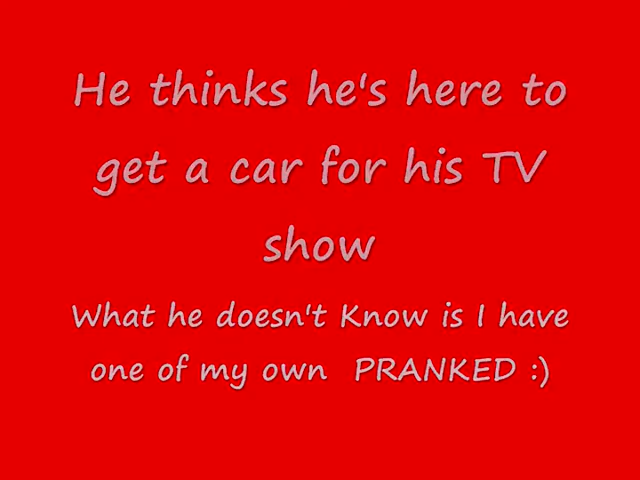 He thinks he's here to
get a car for his TV
show
What he doesn't Know is I have
one of my own  PRANKED :)